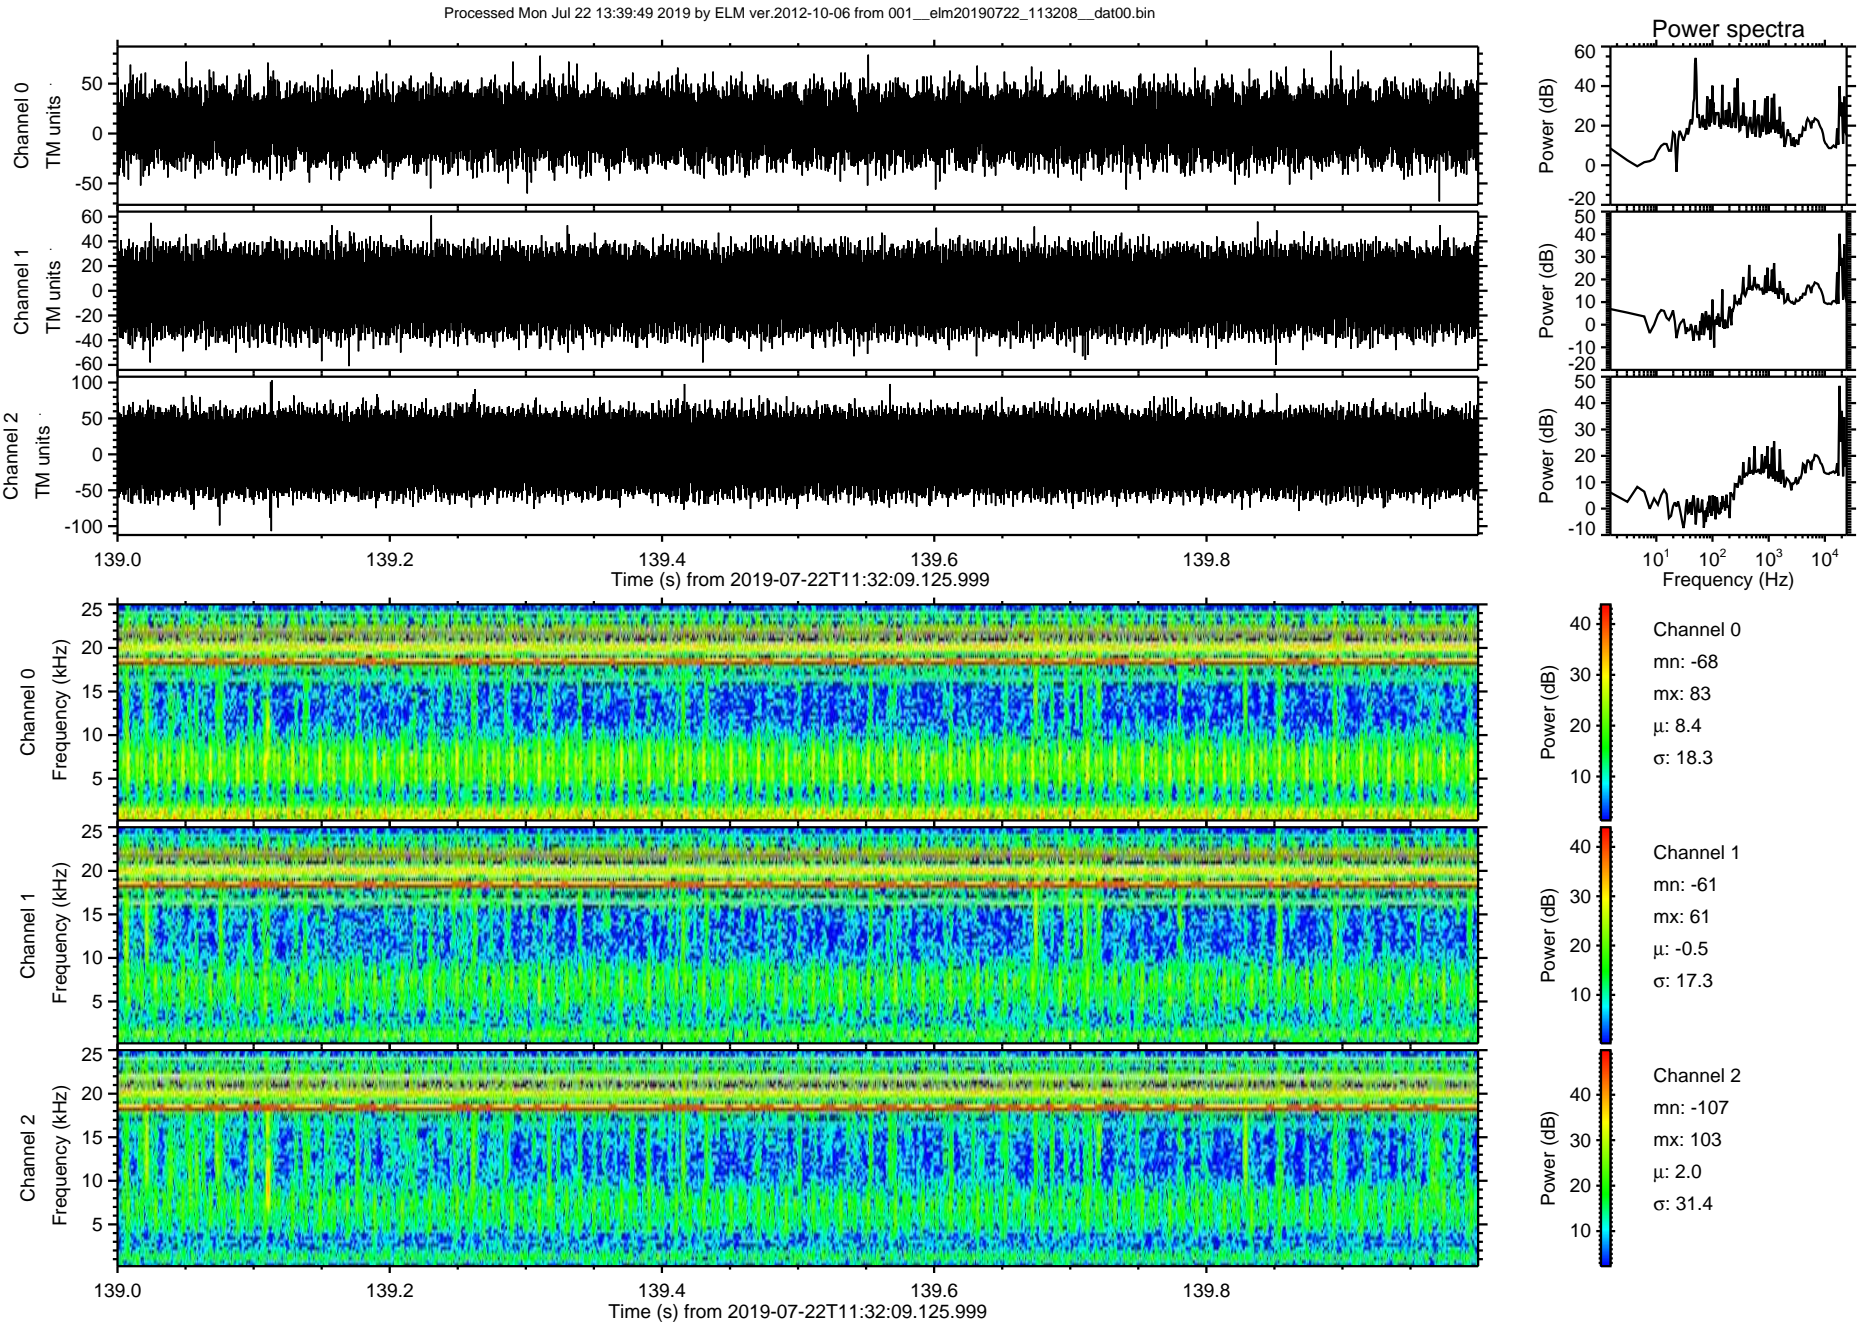 Processed Mon Jul 22 13:39:49 2019 by ELM ver.2012-10-06 from 001__elm20190722_113208__dat00.bin
Power spectra
Channel 0
TM units
50
0
-50
Power (dB)
60
40
20
0
-20
Channel 1
TM units
60
40
20
0
-20
-40
-60
Power (dB)
50
40
30
20
10
0
-10
-20
Channel 2
TM units
100
50
0
-50
-100
Power (dB)
50
40
30
20
10
0
-10
139.0 139.2 139.4 139.6 139.8
Time (s) from 2019-07-22T11:32:09.125.999
10^1 10^2 10^3 10^4
Frequency (Hz)
Channel 0
Frequency (kHz)
25
20
15
10
5
Power (dB)
40
30
20
10
Channel 0
mn: -68
mx: 83
μ: 8.4
σ: 18.3
Channel 1
Frequency (kHz)
25
20
15
10
5
Power (dB)
40
30
20
10
Channel 1
mn: -61
mx: 61
μ: -0.5
σ: 17.3
Channel 2
Frequency (kHz)
25
20
15
10
5
Power (dB)
40
30
20
10
Channel 2
mn: -107
mx: 103
μ: 2.0
σ: 31.4
139.0 139.2 139.4 139.6 139.8
Time (s) from 2019-07-22T11:32:09.125.999